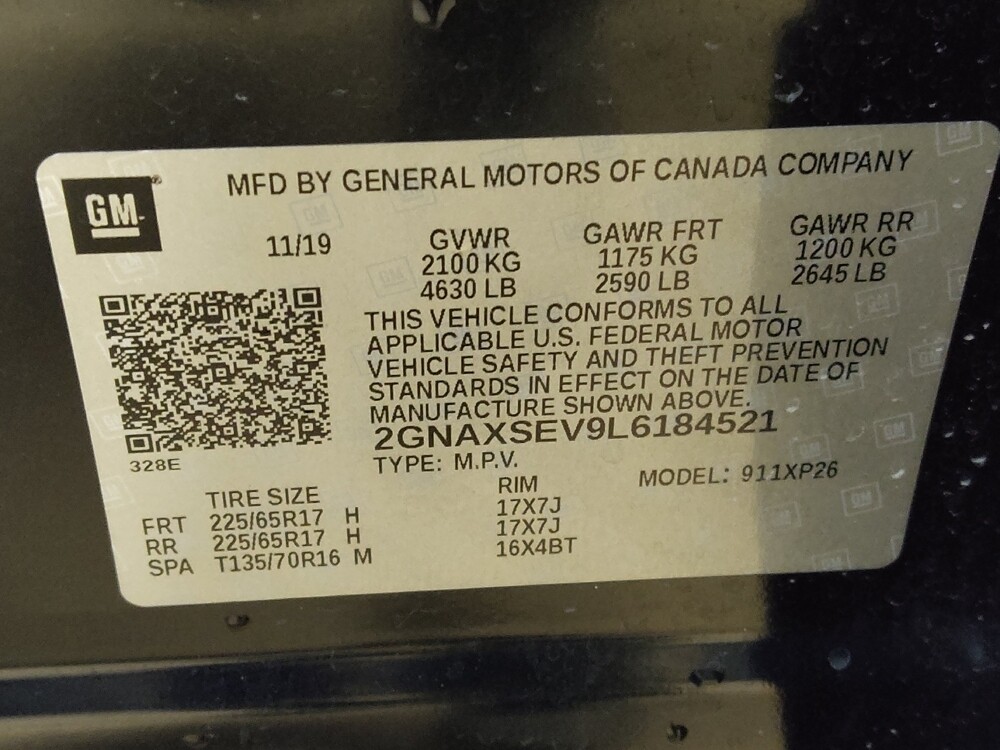 GM
MFD BY GENERAL MOTORS OF CANADA COMPANY
11/19 GVWR GAWR FRT GAWR RR
2100 KG 1175 KG 1200 KG
4630 LB 2590 LB 2645 LB
THIS VEHICLE CONFORMS TO ALL
APPLICABLE U.S. FEDERAL MOTOR
VEHICLE SAFETY AND THEFT PREVENTION
STANDARDS IN EFFECT ON THE DATE OF
MANUFACTURE SHOWN ABOVE.
2GNAXSEV9L6184521
328E TYPE: M.P.V.
TIRE SIZE RIM MODEL: 911XP26
FRT 225/65R17 H 17X7J
RR 225/65R17 H 17X7J
SPA T135/70R16 M 16X4BT